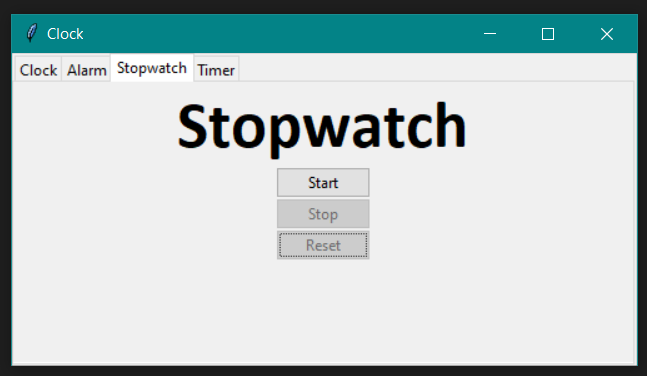 Clock
Clock Alarm Stopwatch Timer
Stopwatch
Start
Stop
Reset